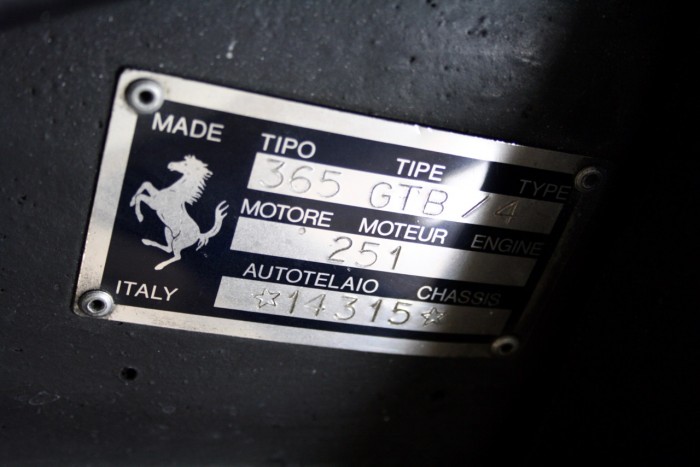 MADE
TIPO TIPE TYPE
365 GTB/4
MOTORE MOTEUR ENGINE
251
AUTOTELAIO CHASSIS
☆14315☆
ITALY